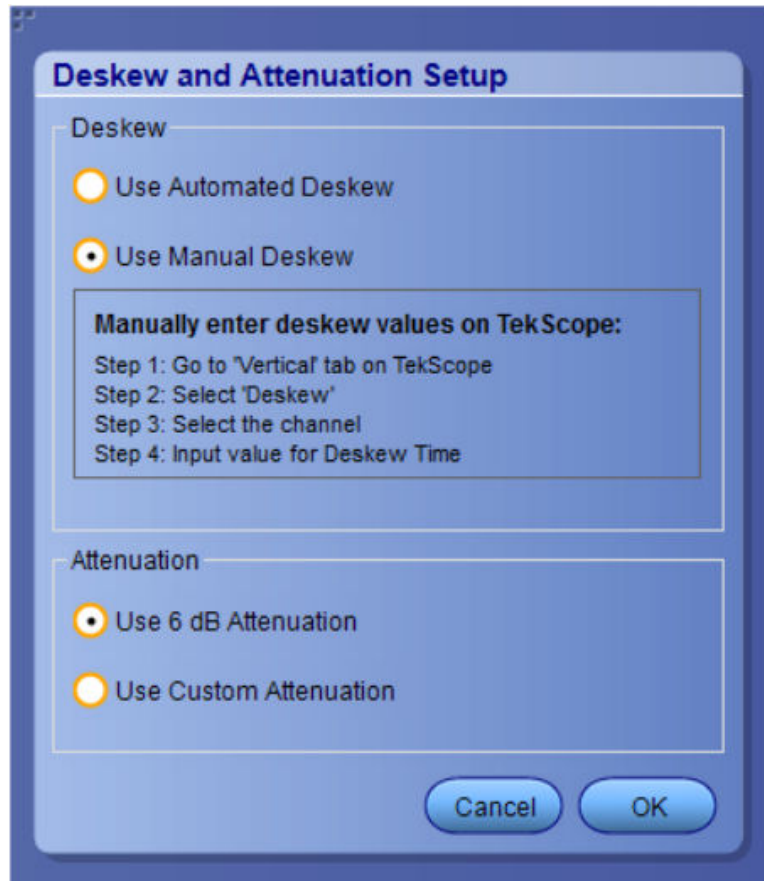 Deskew and Attenuation Setup
Deskew
Use Automated Deskew
Use Manual Deskew
Manually enter deskew values on TekScope:
Step 1: Go to 'Vertical' tab on TekScope
Step 2: Select 'Deskew'
Step 3: Select the channel
Step 4: Input value for Deskew Time
Attenuation
Use 6 dB Attenuation
Use Custom Attenuation
Cancel OK